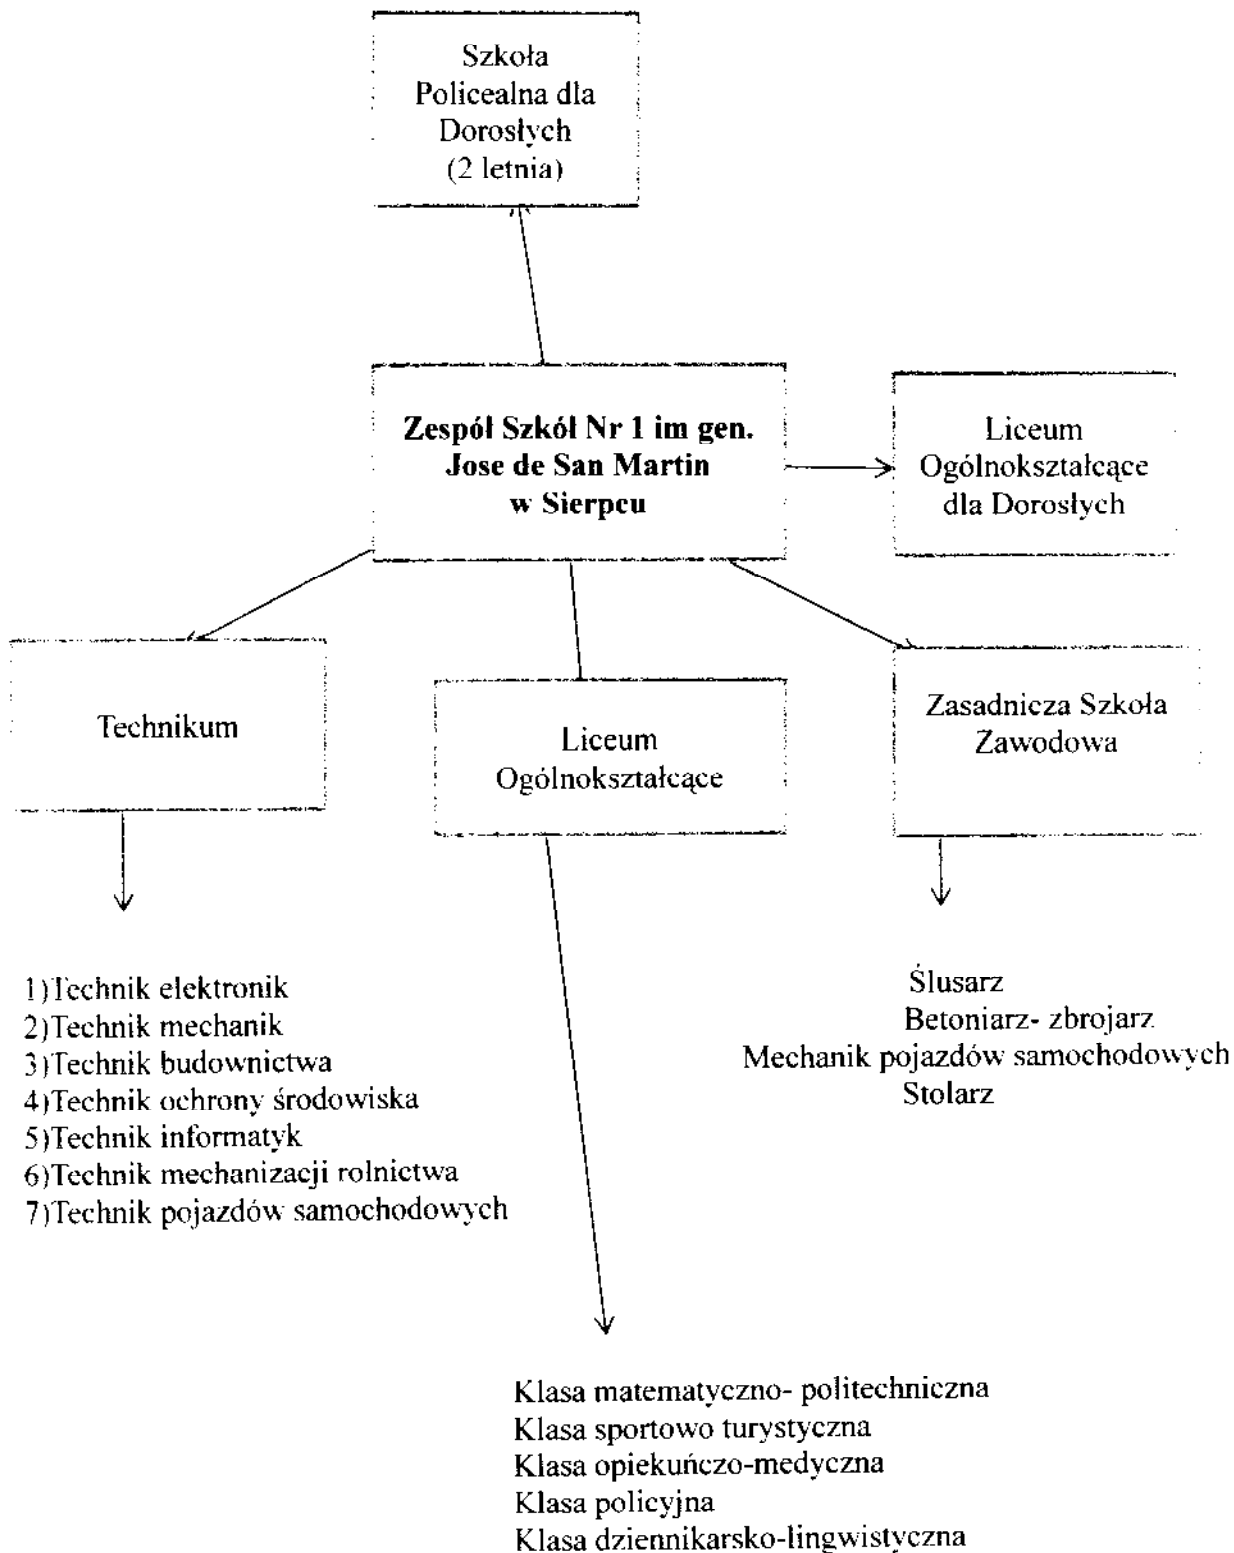 Szkoła
Policealna dla
Dorosłych
(2 letnia)
Zespół Szkół Nr 1 im gen.
Jose de San Martin
w Sierpcu
Liceum
Ogólnokształcące
dla Dorosłych
Technikum
Liceum
Ogólnokształcące
Zasadnicza Szkoła
Zawodowa
1)Technik elektronik
2)Technik mechanik
3)Technik budownictwa
4)Technik ochrony środowiska
5)Technik informatyk
6)Technik mechanizacji rolnictwa
7)Technik pojazdów samochodowych
Ślusarz
Betoniarz- zbrojarz
Mechanik pojazdów samochodowych
Stolarz
Klasa matematyczno- politechniczna
Klasa sportowo turystyczna
Klasa opiekuńczo-medyczna
Klasa policyjna
Klasa dziennikarsko-lingwistyczna